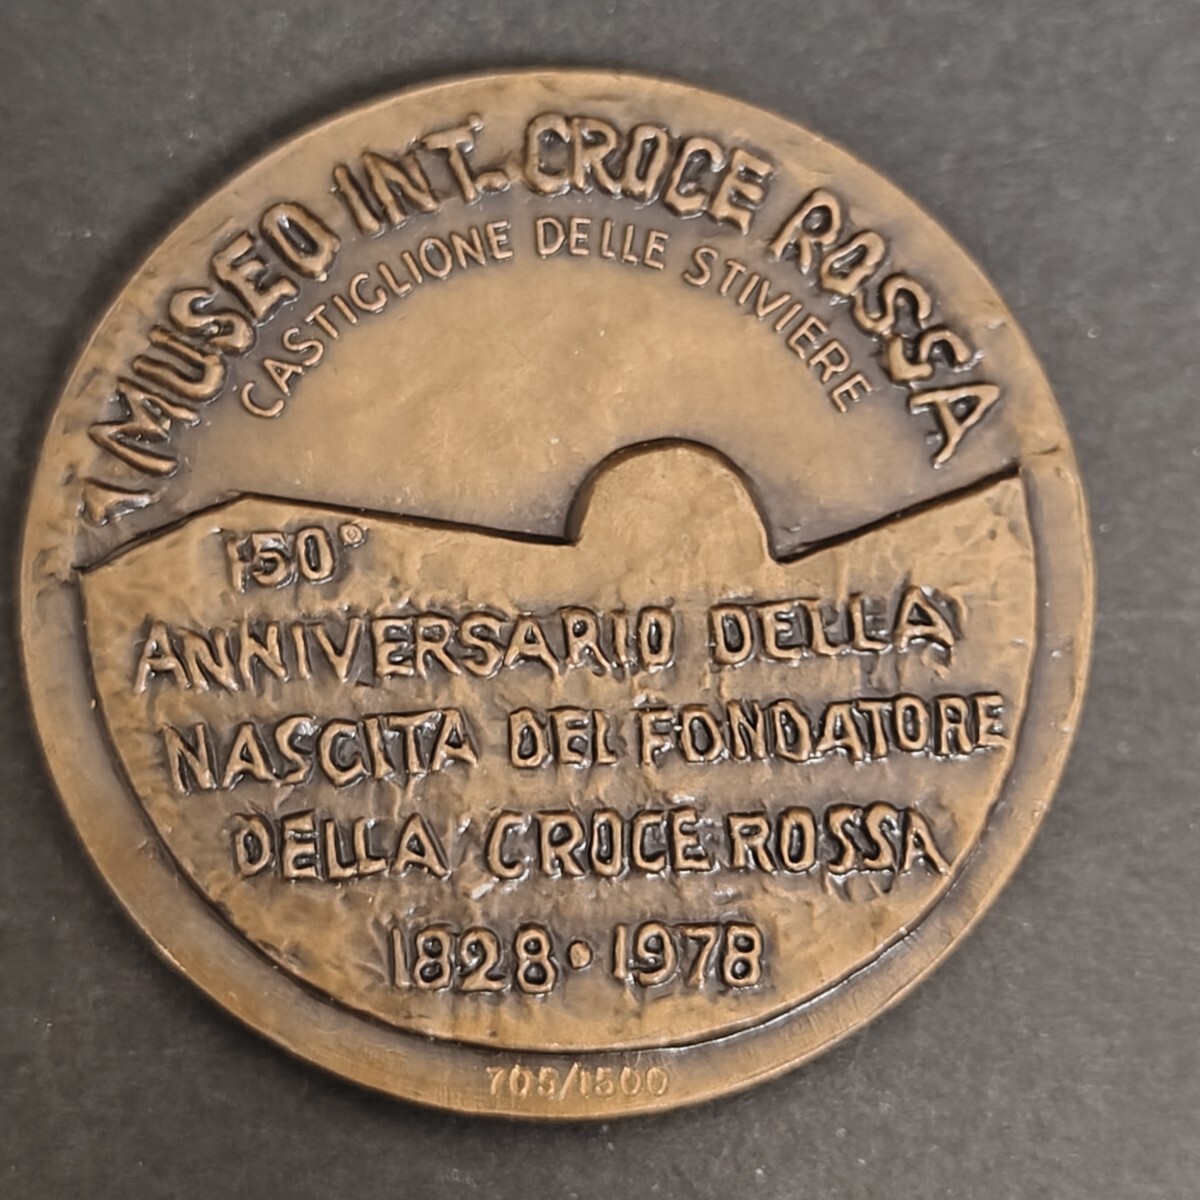 MUSEO INT. CROCE ROSSA
CASTIGLIONE DELLE STIVIERE
150°
ANNIVERSARIO DELLA
NASCITA DEL FONDATORE
DELLA CROCE ROSSA
1828 • 1978
705/1500